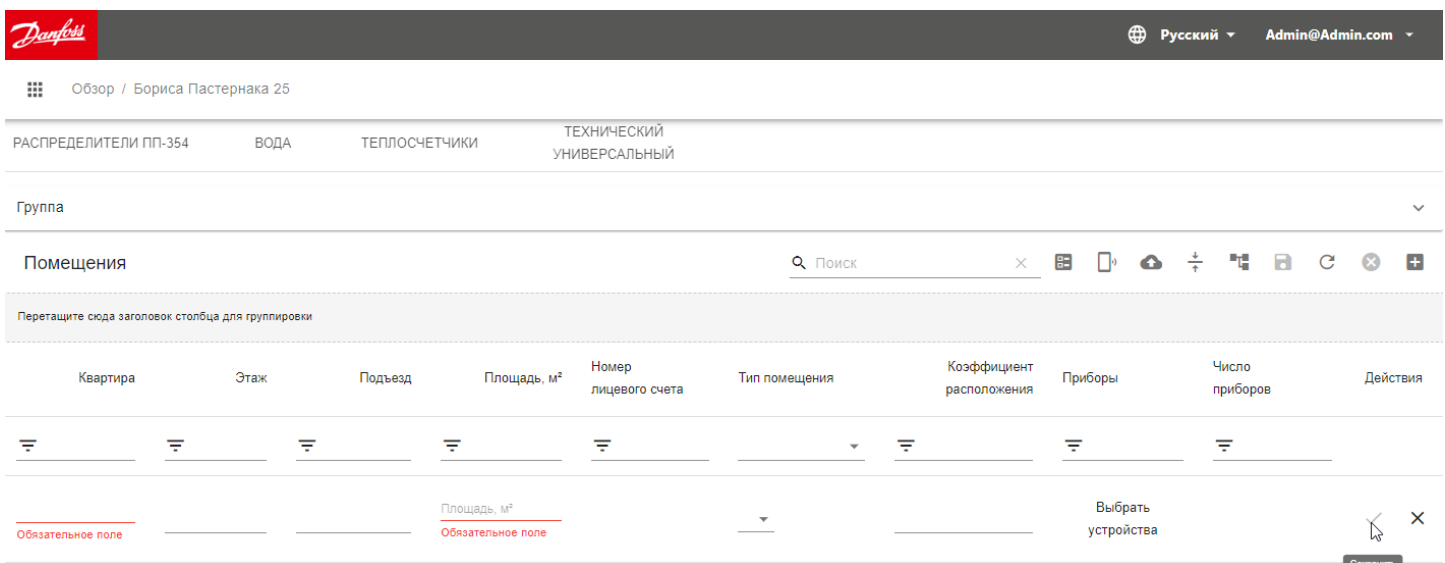 Danfoss
Русский
Admin@Admin.com
Обзор / Бориса Пастернака 25
РАСПРЕДЕЛИТЕЛИ ПП-354
ВОДА
ТЕПЛОСЧЕТЧИКИ
ТЕХНИЧЕСКИЙ
УНИВЕРСАЛЬНЫЙ
Группа
Помещения
Поиск
Перетащите сюда заголовок столбца для группировки
Квартира
Этаж
Подъезд
Площадь, м²
Номер
лицевого счета
Тип помещения
Коэффициент
расположения
Приборы
Число
приборов
Действия
Обязательное поле
Площадь, м²
Обязательное поле
Выбрать
устройства